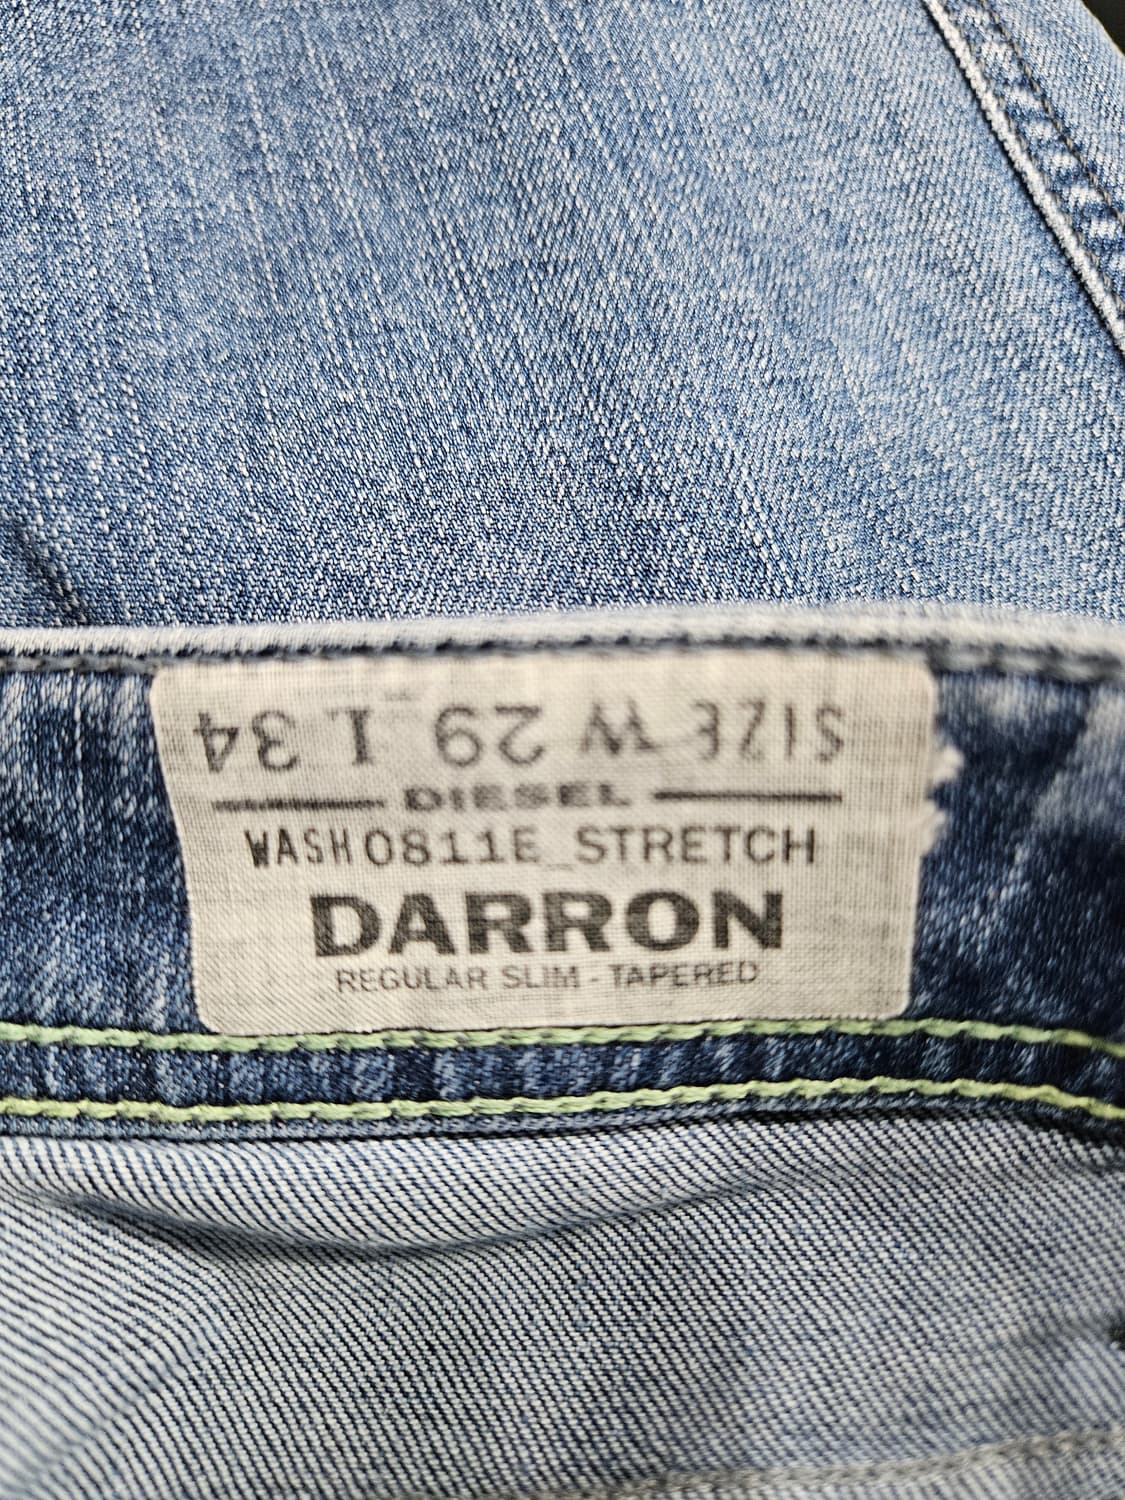 SIZE W 29 L 34
DIESEL
WASH 0811E_STRETCH
DARRON
REGULAR SLIM - TAPERED